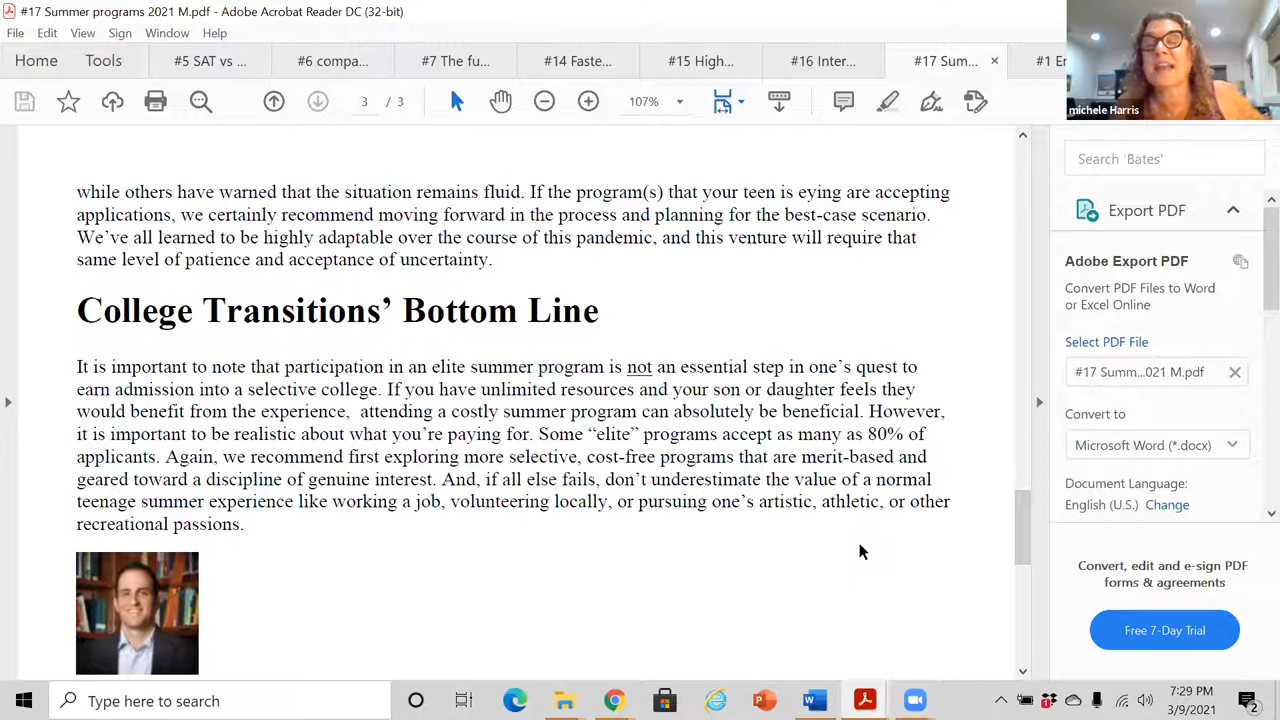 #17 Summer programs 2021 M.pdf - Adobe Acrobat Reader DC (32-bit)
File Edit View Sign Window Help
Home Tools #5 SAT vs ... #6 compa... #7 The fu... #14 Faste... #15 High... #16 Inter... #17 Sum... × #1 E
3 / 3 107%
michele Harris
while others have warned that the situation remains fluid. If the program(s) that your teen is eying are accepting
applications, we certainly recommend moving forward in the process and planning for the best-case scenario.
We’ve all learned to be highly adaptable over the course of this pandemic, and this venture will require that
same level of patience and acceptance of uncertainty.
College Transitions’ Bottom Line
It is important to note that participation in an elite summer program is not an essential step in one’s quest to
earn admission into a selective college. If you have unlimited resources and your son or daughter feels they
would benefit from the experience, attending a costly summer program can absolutely be beneficial. However,
it is important to be realistic about what you’re paying for. Some “elite” programs accept as many as 80% of
applicants. Again, we recommend first exploring more selective, cost-free programs that are merit-based and
geared toward a discipline of genuine interest. And, if all else fails, don’t underestimate the value of a normal
teenage summer experience like working a job, volunteering locally, or pursuing one’s artistic, athletic, or other
recreational passions.
Search 'Bates'
Export PDF
Adobe Export PDF
Convert PDF Files to Word
or Excel Online
Select PDF File
#17 Summ...021 M.pdf ×
Convert to
Microsoft Word (*.docx)
Document Language:
English (U.S.) Change
Convert, edit and e-sign PDF
forms & agreements
Free 7-Day Trial
Type here to search
7:29 PM
3/9/2021
2